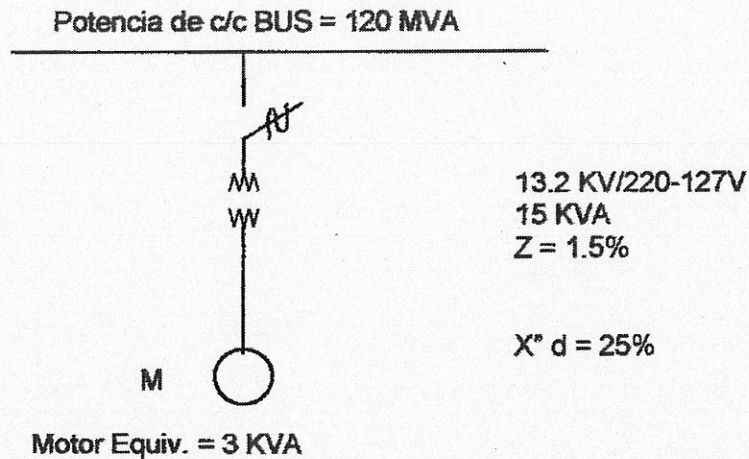 Potencia de c/c BUS = 120 MVA
13.2 KV/220-127V
15 KVA
Z = 1.5%
X" d = 25%
M
Motor Equiv. = 3 KVA